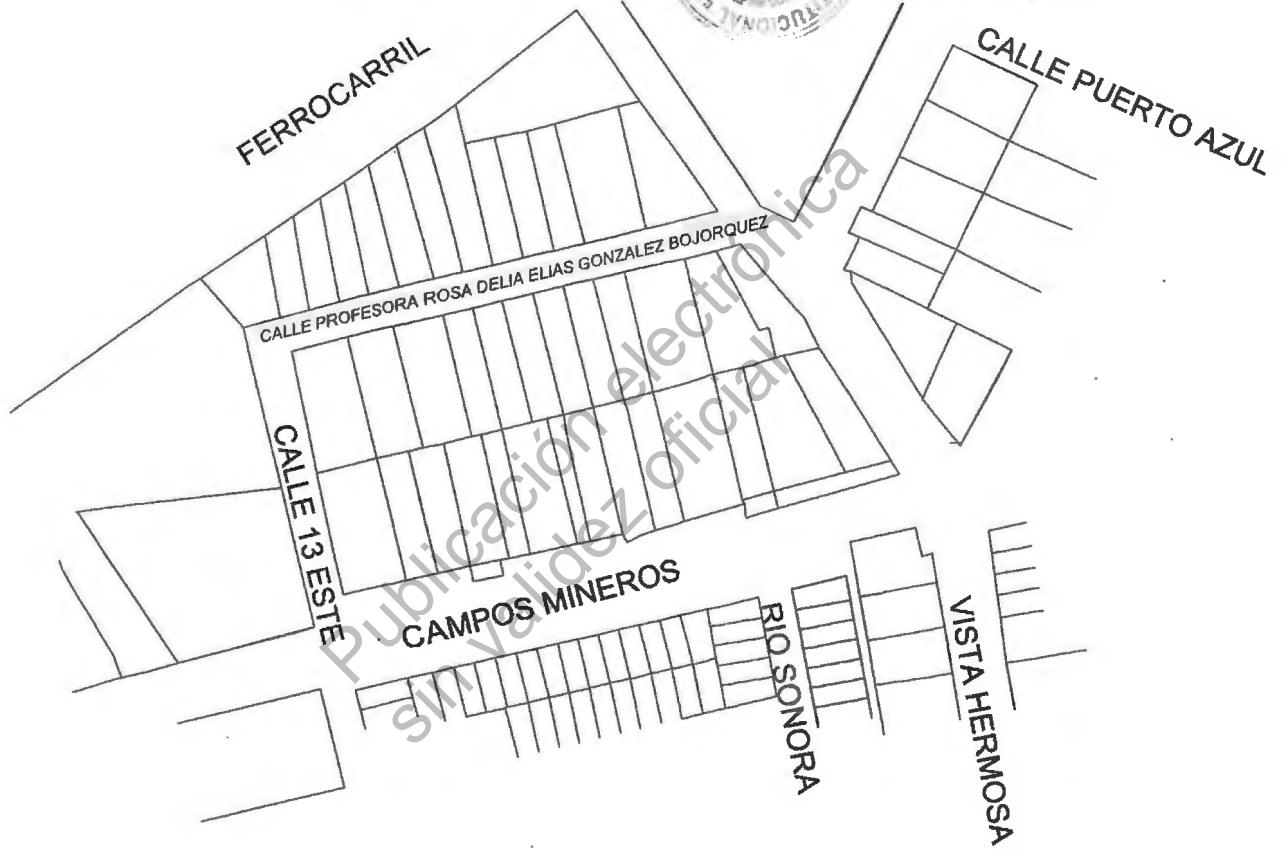 FERROCARRIL
CALLE PUERTO AZUL
CALLE PROFESORA ROSA DELIA ELIAS GONZALEZ BOJORQUEZ
CALLE 13 ESTE
CAMPOS MINEROS
RIO SONORA
VISTA HERMOSA
Publicación electrónica
sin validez oficial